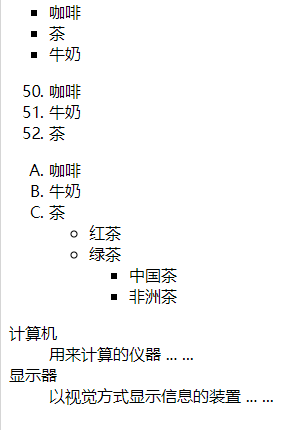 咖啡
茶
牛奶
50. 咖啡
51. 牛奶
52. 茶
A. 咖啡
B. 牛奶
C. 茶
红茶
绿茶
中国茶
非洲茶
计算机
用来计算的仪器 ... ...
显示器
以视觉方式显示信息的装置 ... ...